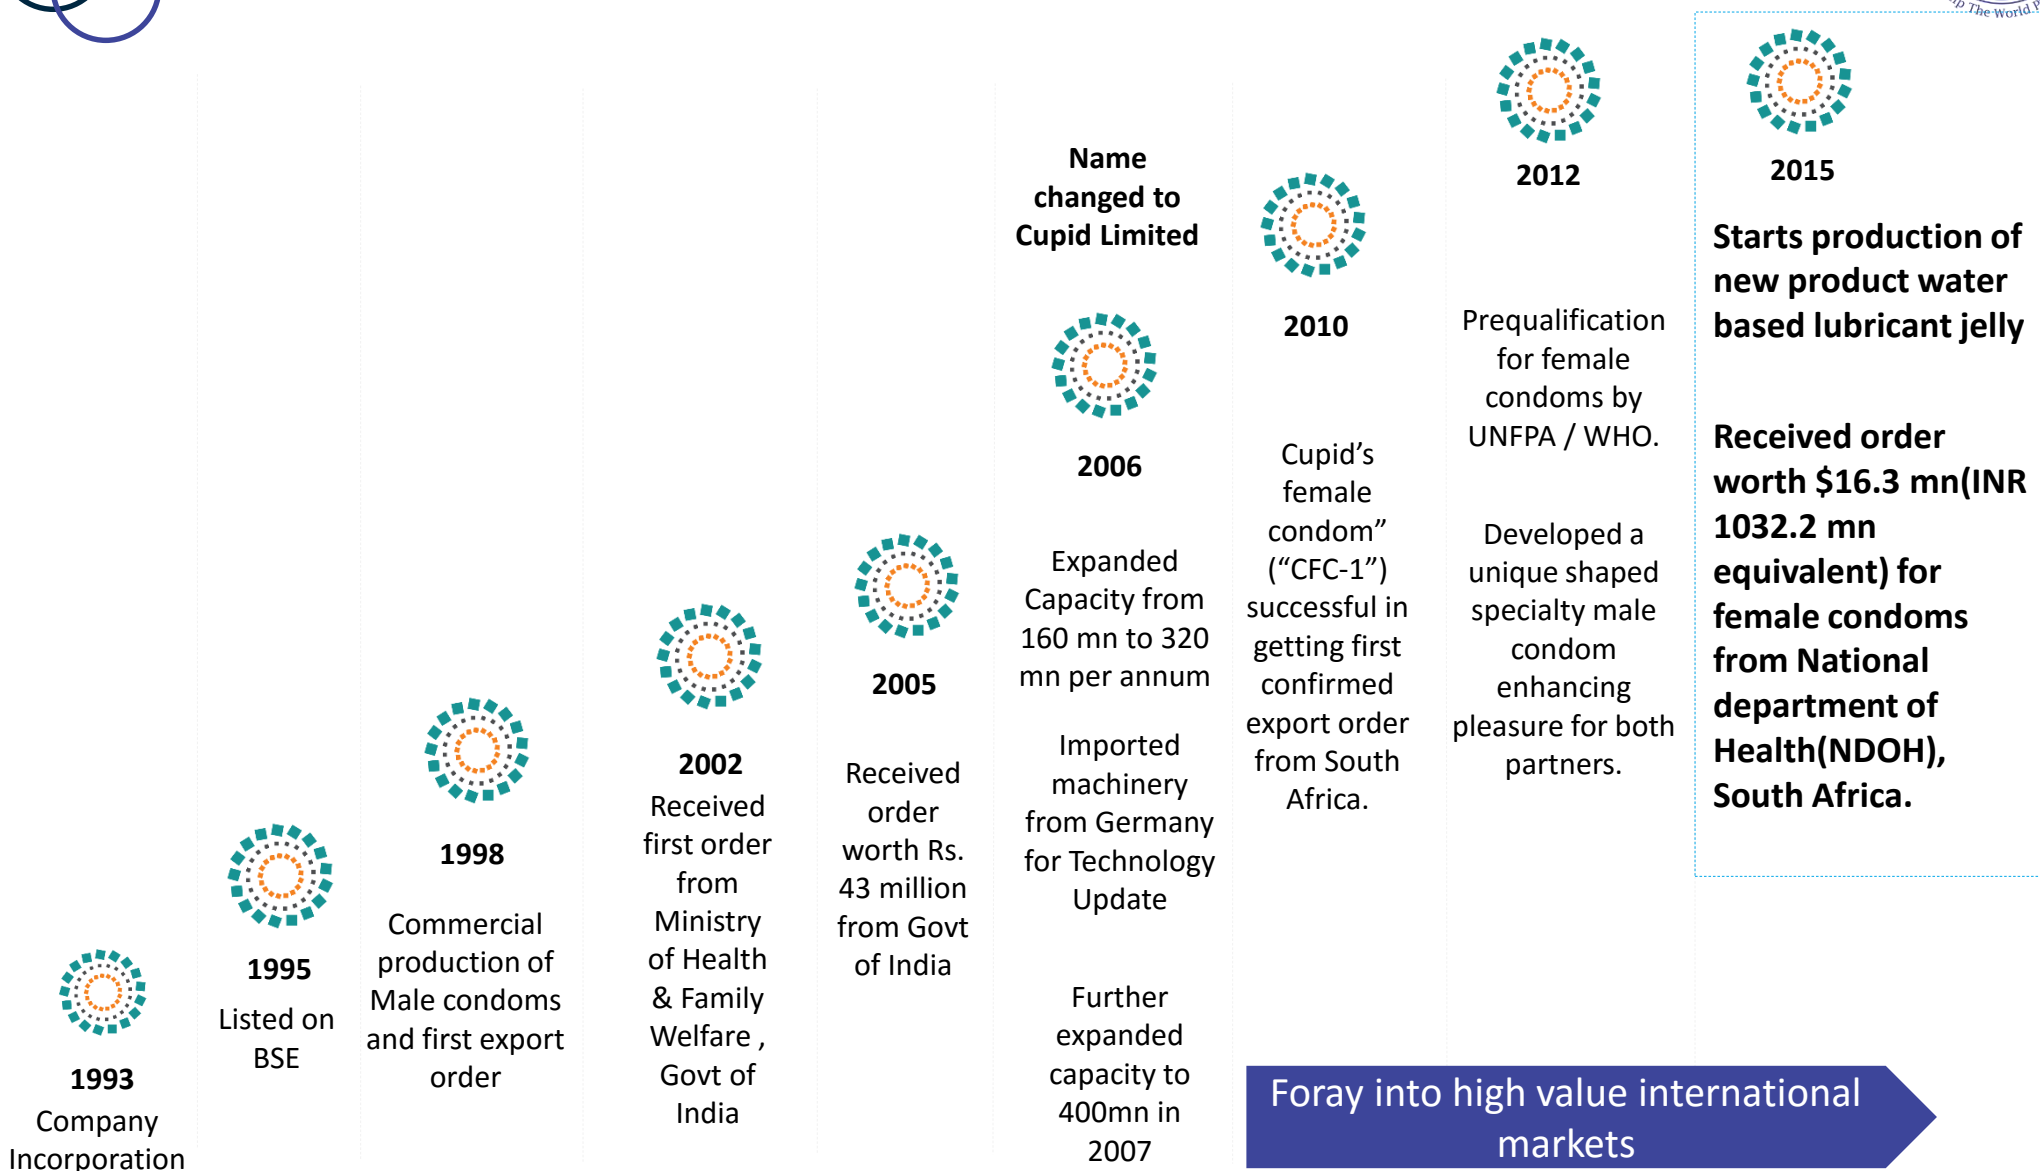 1993
Company
Incorporation
1995
Listed on
BSE
1998
Commercial
production of
Male condoms
and first export
order
2002
Received
first order
from
Ministry
of Health
& Family
Welfare ,
Govt of
India
2005
Received
order
worth Rs.
43 million
from Govt
of India
Name
changed to
Cupid Limited
2006
Expanded
Capacity from
160 mn to 320
mn per annum
Imported
machinery
from Germany
for Technology
Update
Further
expanded
capacity to
400mn in
2007
2010
Cupid’s
female
condom”
(“CFC-1”)
successful in
getting first
confirmed
export order
from South
Africa.
2012
Prequalification
for female
condoms by
UNFPA / WHO.
Developed a
unique shaped
specialty male
condom
enhancing
pleasure for both
partners.
The World
2015
Starts production of
new product water
based lubricant jelly
Received order
worth $16.3 mn(INR
1032.2 mn
equivalent) for
female condoms
from National
department of
Health(NDOH),
South Africa.
Foray into high value international
markets